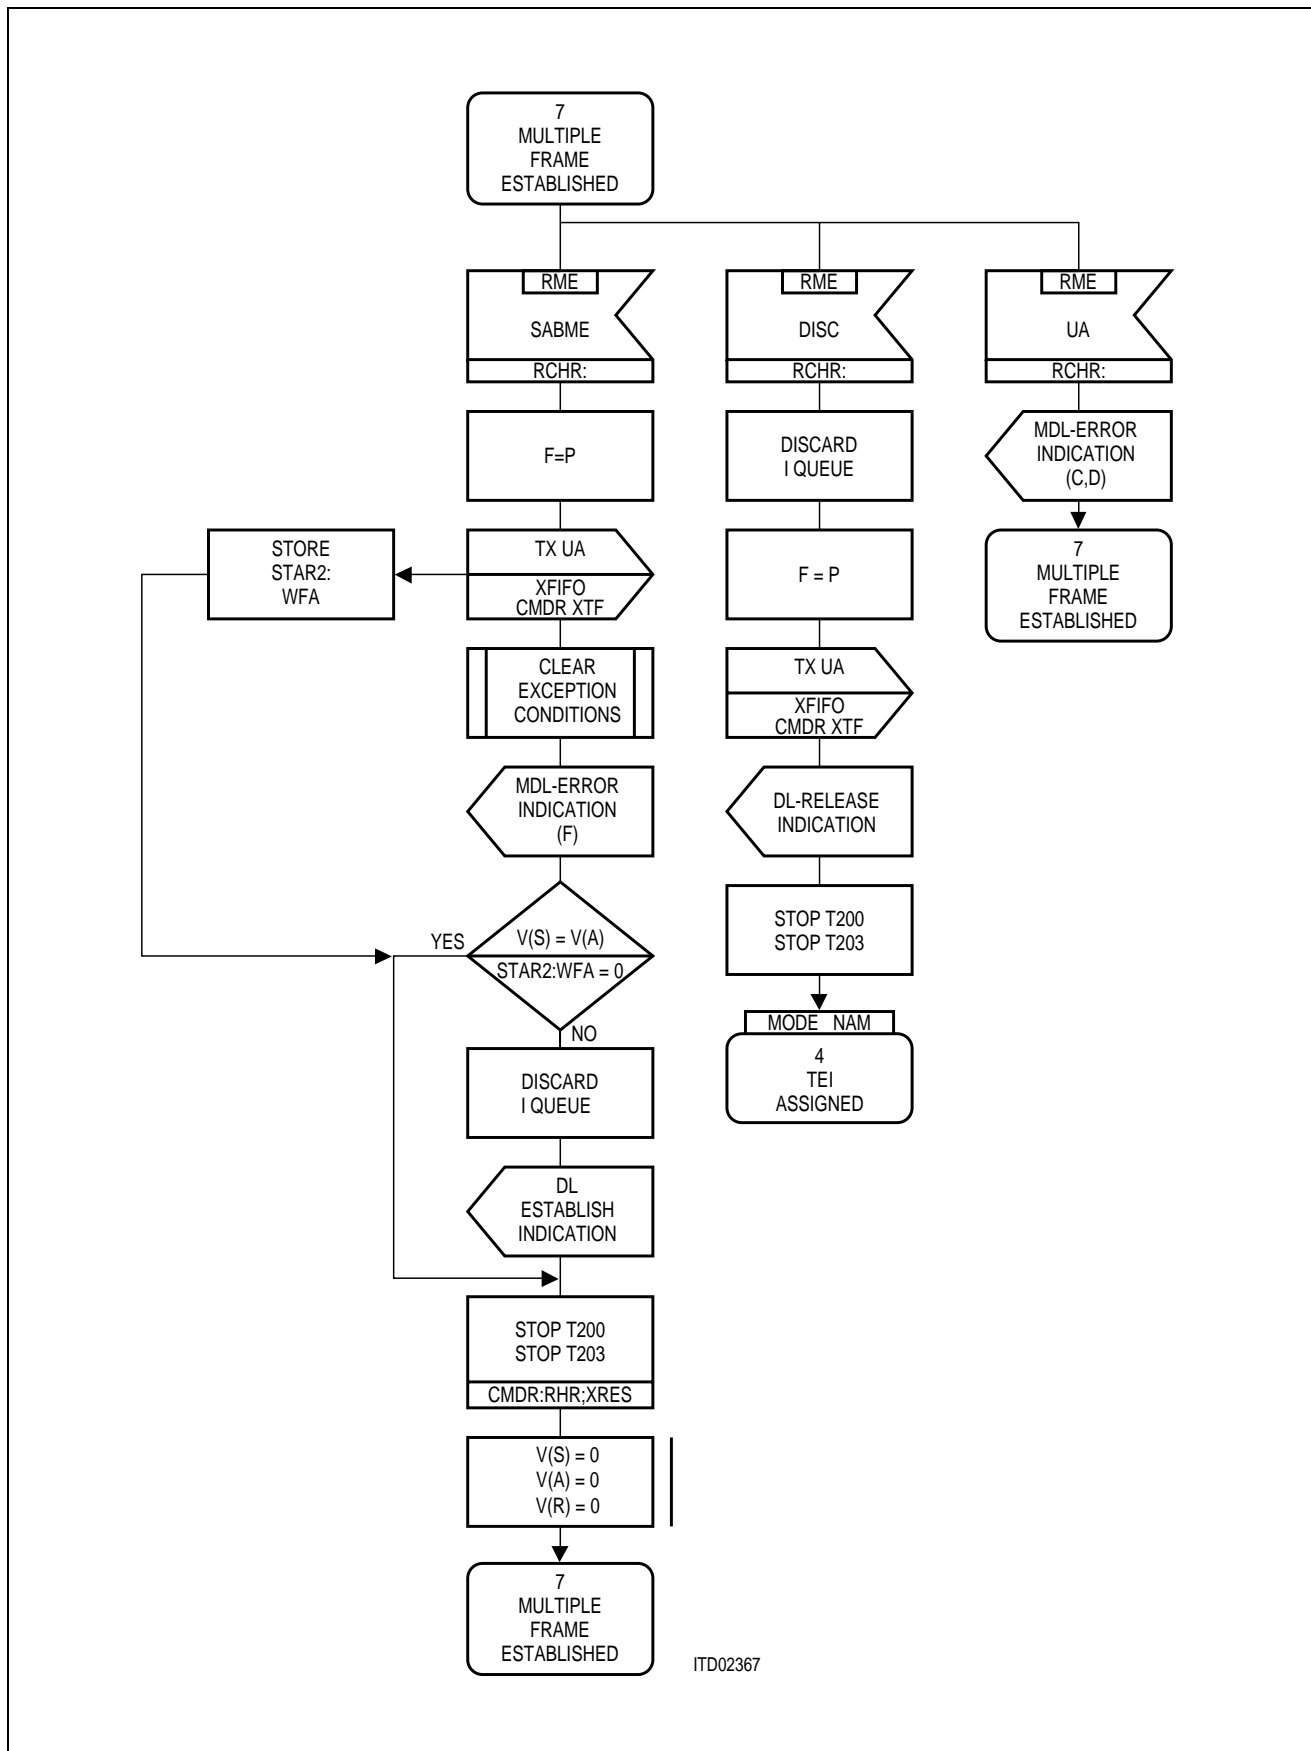 7
MULTIPLE
FRAME
ESTABLISHED
RME
SABME
RCHR:
F=P
TX UA
XFIFO
CMDR XTF
STORE
STAR2:
WFA
CLEAR
EXCEPTION
CONDITIONS
MDL-ERROR
INDICATION
(F)
V(S) = V(A)
STAR2:WFA = 0
YES
NO
DISCARD
I QUEUE
DL
ESTABLISH
INDICATION
STOP T200
STOP T203
CMDR:RHR;XRES
V(S) = 0
V(A) = 0
V(R) = 0
7
MULTIPLE
FRAME
ESTABLISHED
RME
DISC
RCHR:
DISCARD
I QUEUE
F = P
TX UA
XFIFO
CMDR XTF
DL-RELEASE
INDICATION
STOP T200
STOP T203
MODE NAM
4
TEI
ASSIGNED
RME
UA
RCHR:
MDL-ERROR
INDICATION
(C,D)
7
MULTIPLE
FRAME
ESTABLISHED
ITD02367